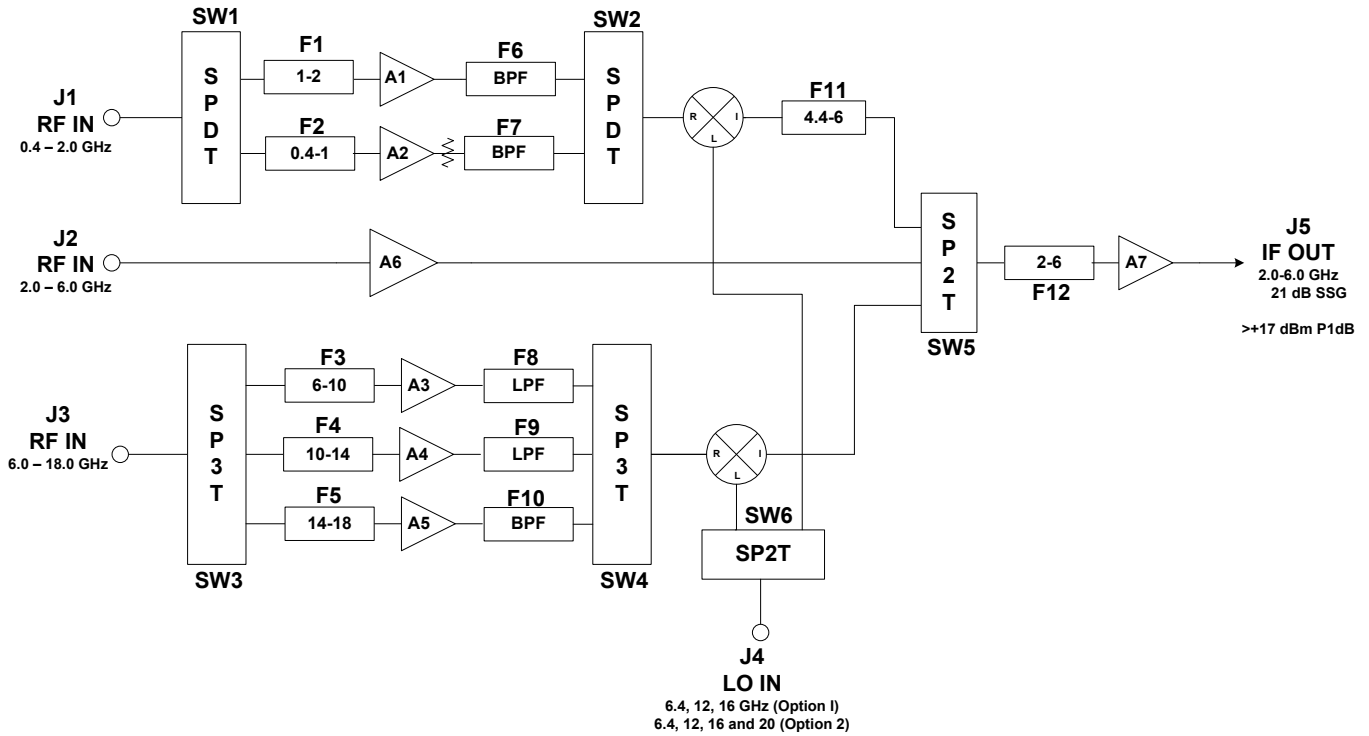 SW1
SPDT
F1
1-2
A1
F6
BPF
SW2
SPDT
J1
RF IN
0.4 – 2.0 GHz
F2
0.4-1
A2
F7
BPF
R
I
L
F11
4.4-6
J2
RF IN
2.0 – 6.0 GHz
A6
SP2T
SW5
2-6
F12
A7
J5
IF OUT
2.0-6.0 GHz
21 dB SSG
>+17 dBm P1dB
J3
RF IN
6.0 – 18.0 GHz
SP3T
SW3
F3
6-10
A3
F8
LPF
F4
10-14
A4
F9
LPF
F5
14-18
A5
F10
BPF
SP3T
SW4
R
I
L
SW6
SP2T
J4
LO IN
6.4, 12, 16 GHz (Option I)
6.4, 12, 16 and 20 (Option 2)